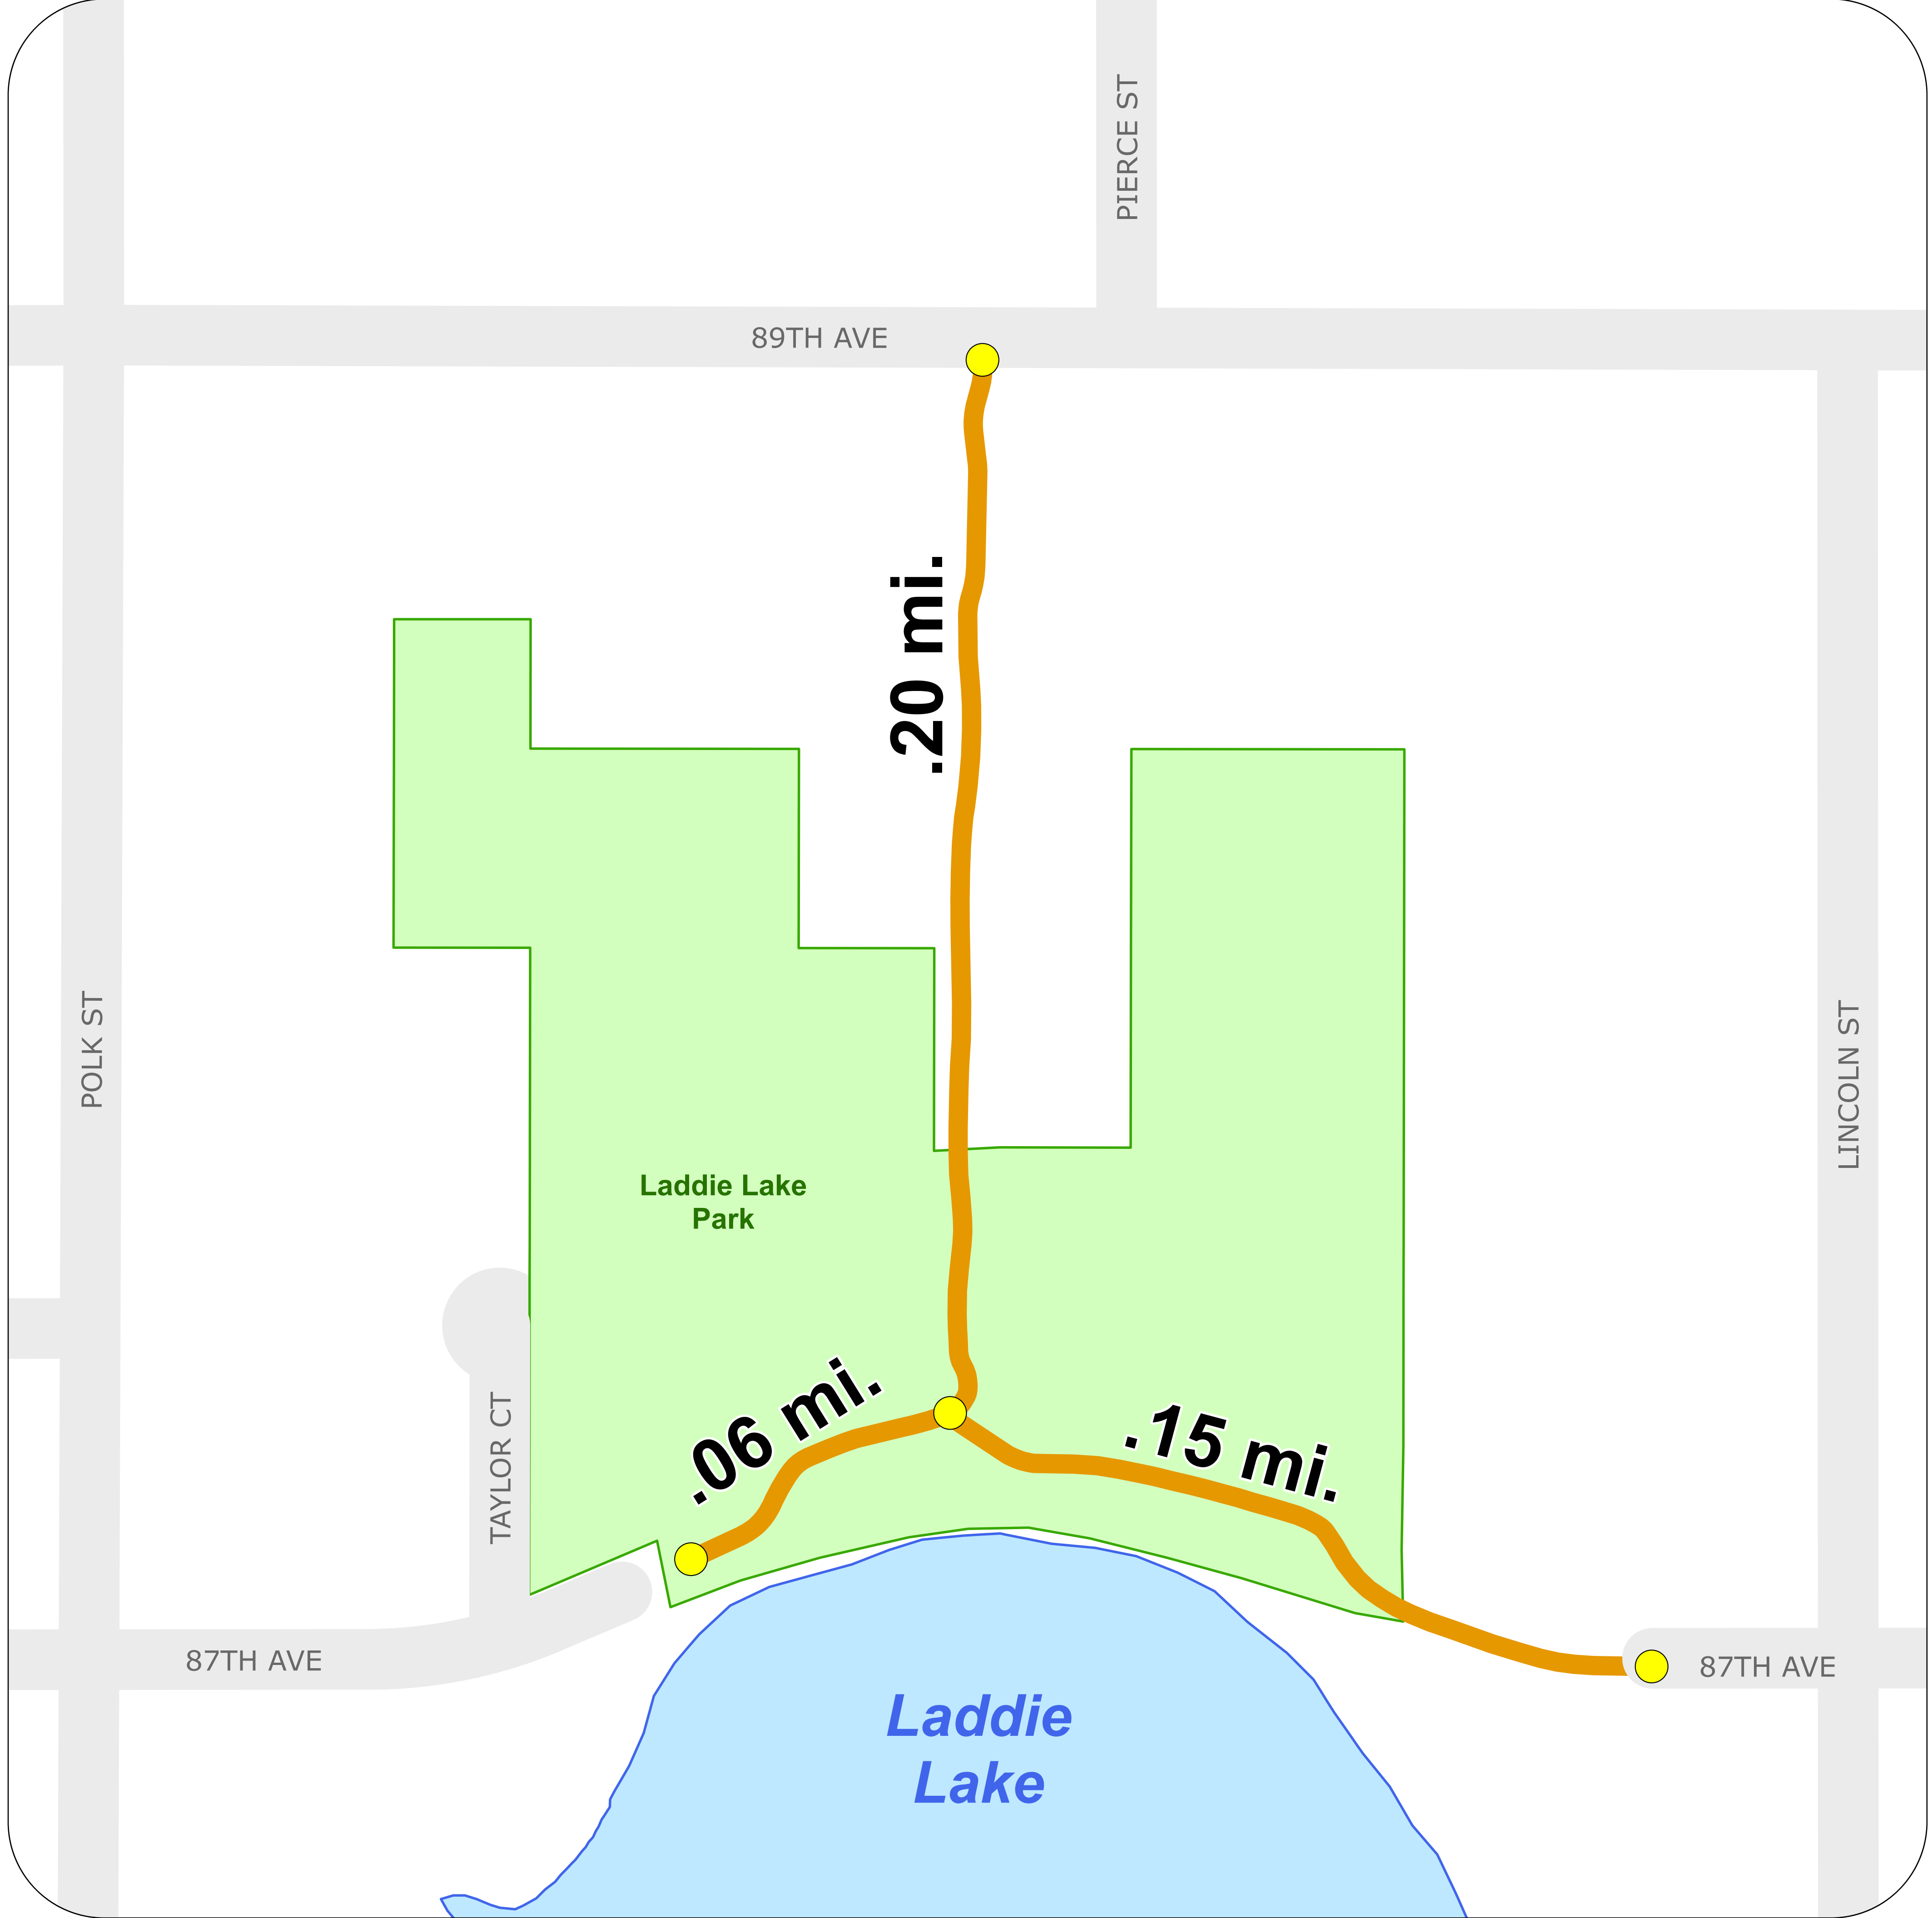 PIERCE ST
89TH AVE
.20 mi.
POLK ST
LINCOLN ST
Laddie Lake
Park
TAYLOR CT
.06 mi.
.15 mi.
87TH AVE
87TH AVE
Laddie
Lake